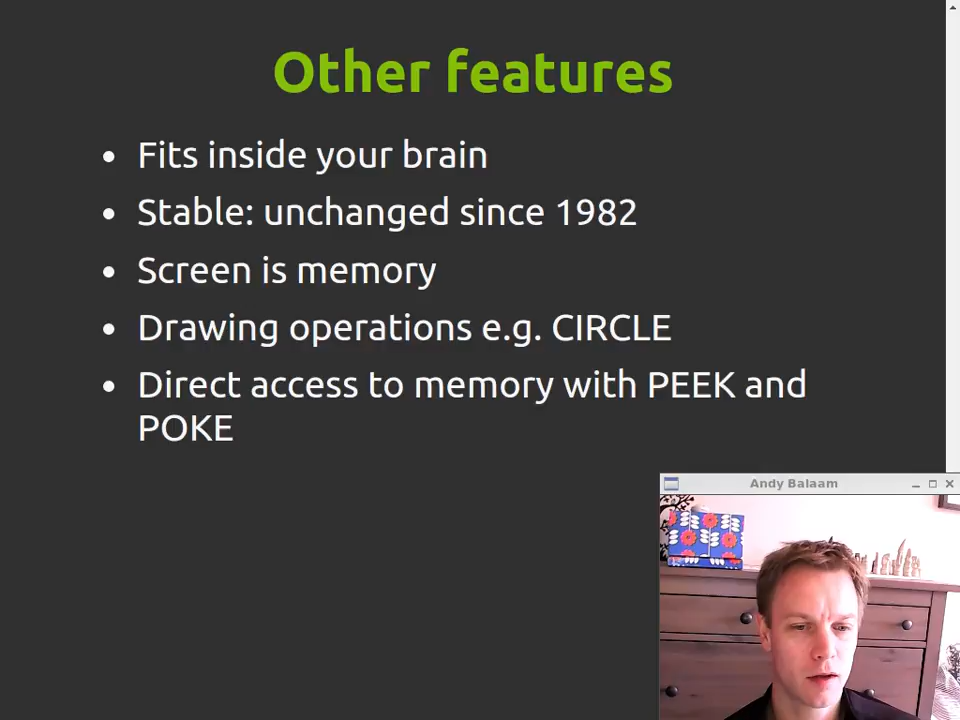 Other features
• Fits inside your brain
• Stable: unchanged since 1982
• Screen is memory
• Drawing operations e.g. CIRCLE
• Direct access to memory with PEEK and
POKE
Andy Balaam